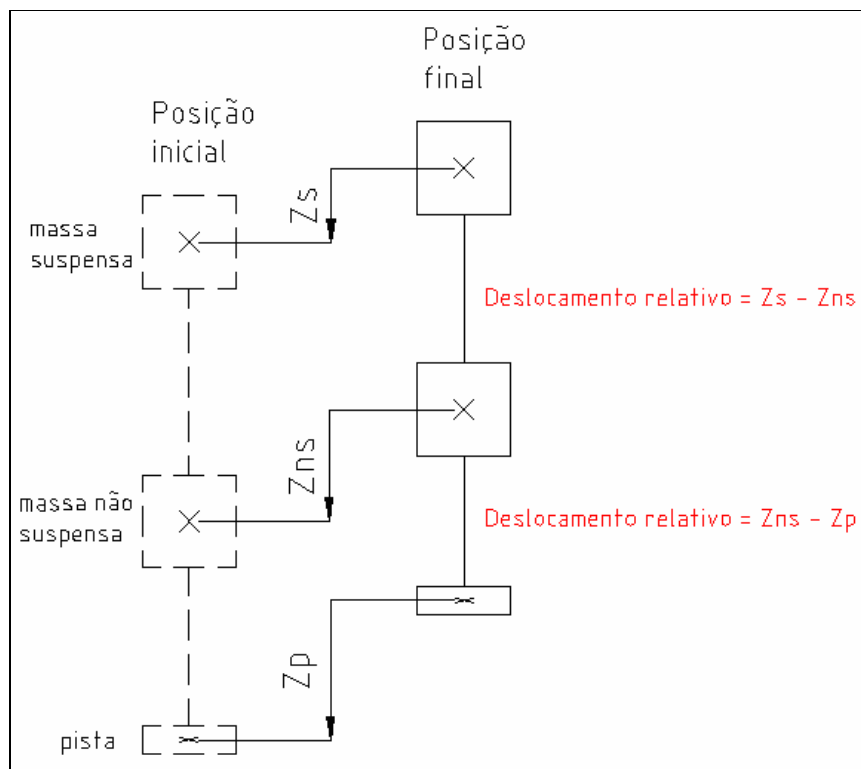 Posição
final
Posição
inicial
massa
suspensa
Zs
Deslocamento relativo = Zs - Zns
massa não
suspensa
Zns
Deslocamento relativo = Zns - Zp
Zp
pista